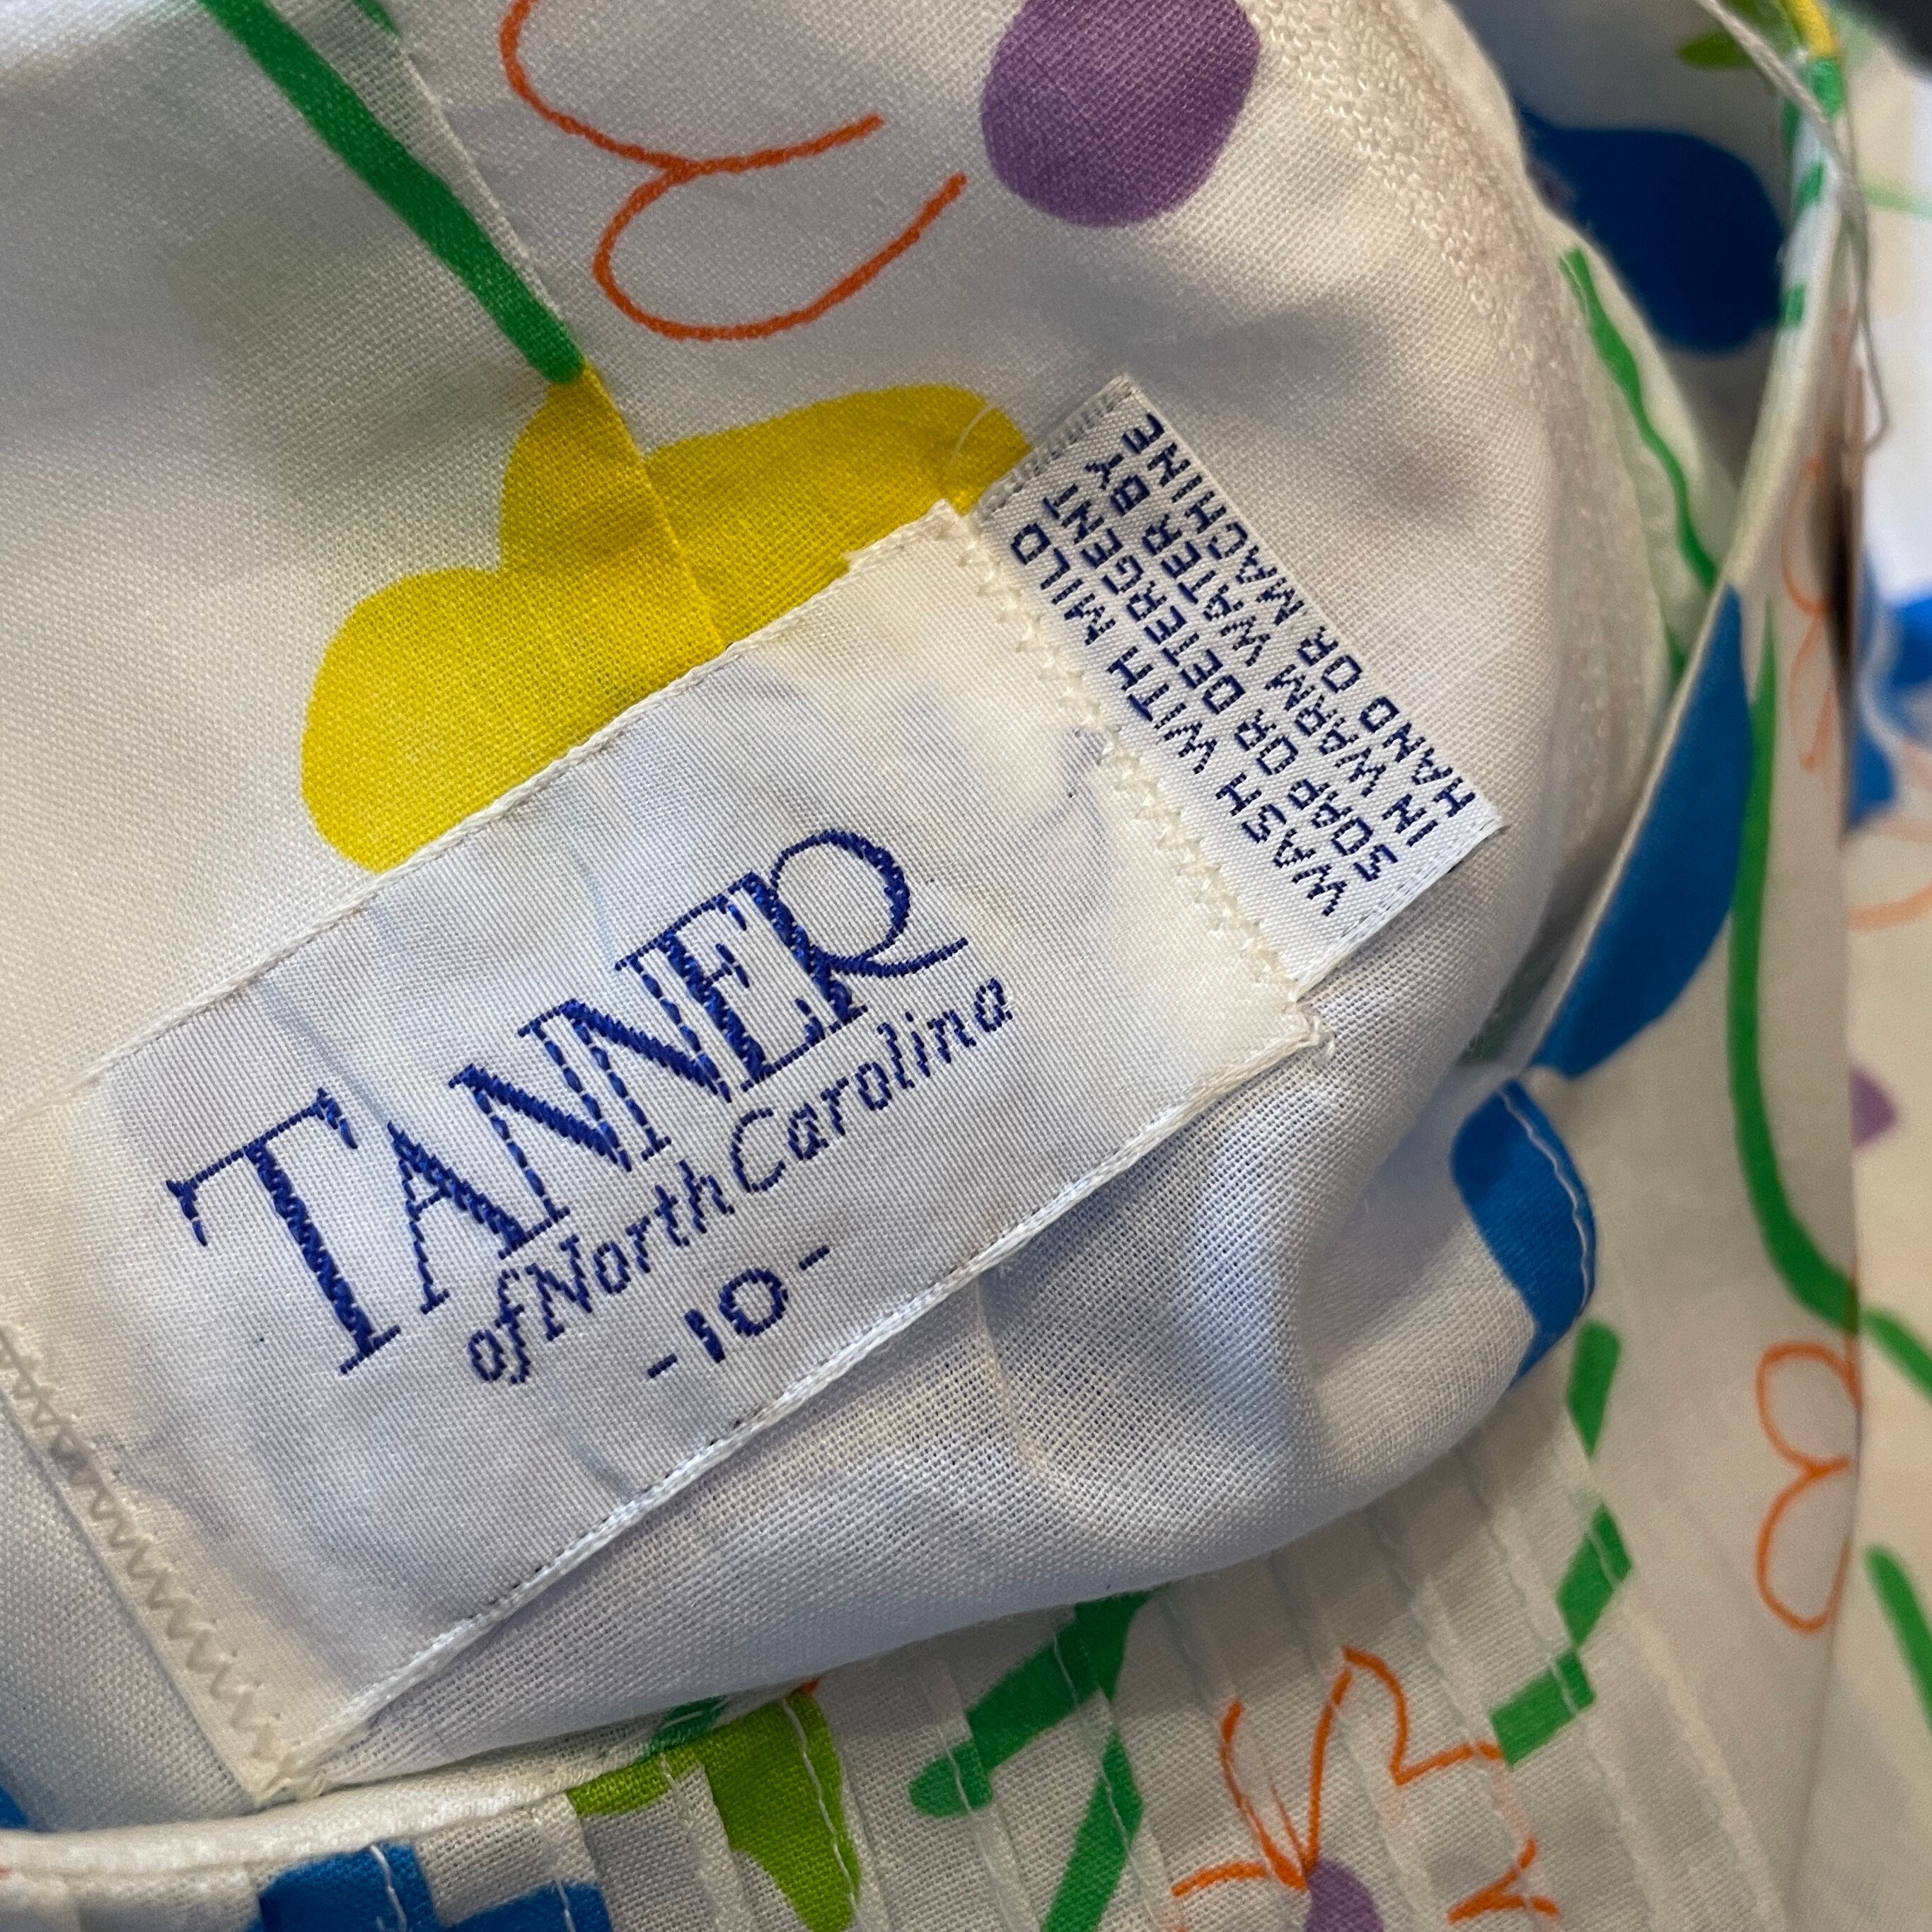 TANNER
of North Carolina
-10-
WASH WITH MILD
SOAP OR DETERGENT
IN WARM WATER BY
HAND OR MACHINE